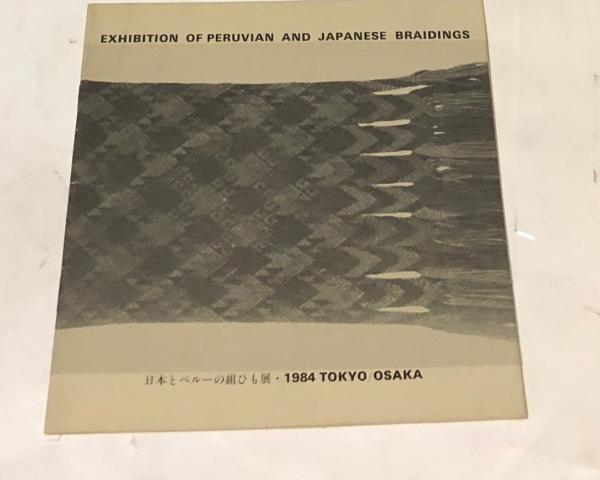 EXHIBITION OF PERUVIAN AND JAPANESE BRAIDINGS
日本とペルーの組ひも展・1984 TOKYO/OSAKA